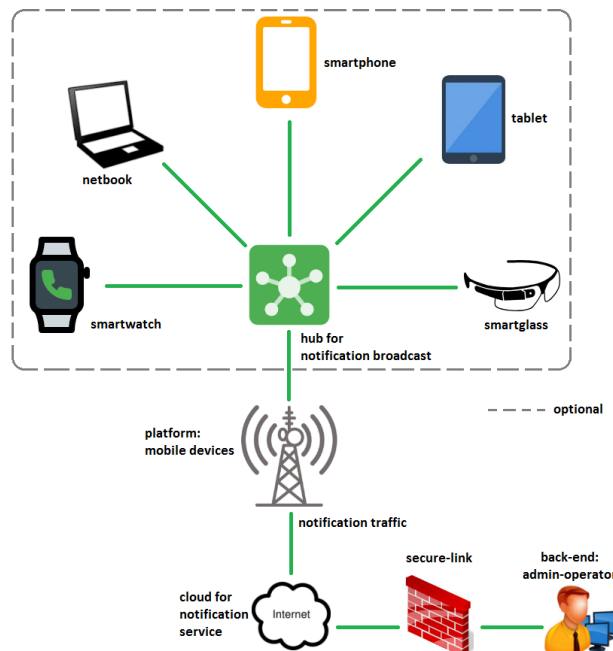 smartphone
tablet
netbook
smartwatch
smartglass
hub for
notification broadcast
optional
platform:
mobile devices
notification traffic
secure-link
back-end:
admin-operator
cloud for
notification
service
Internet